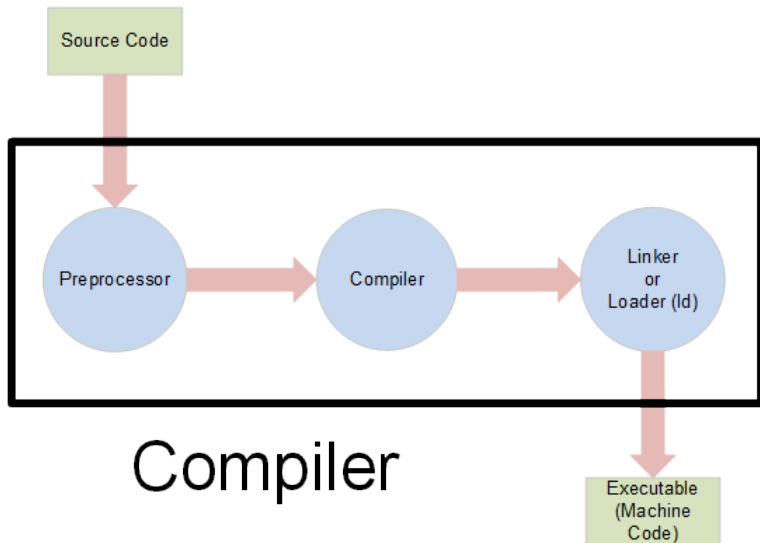 Source Code
Preprocessor
Compiler
Linker
or
Loader (ld)
Compiler
Executable
(Machine
Code)